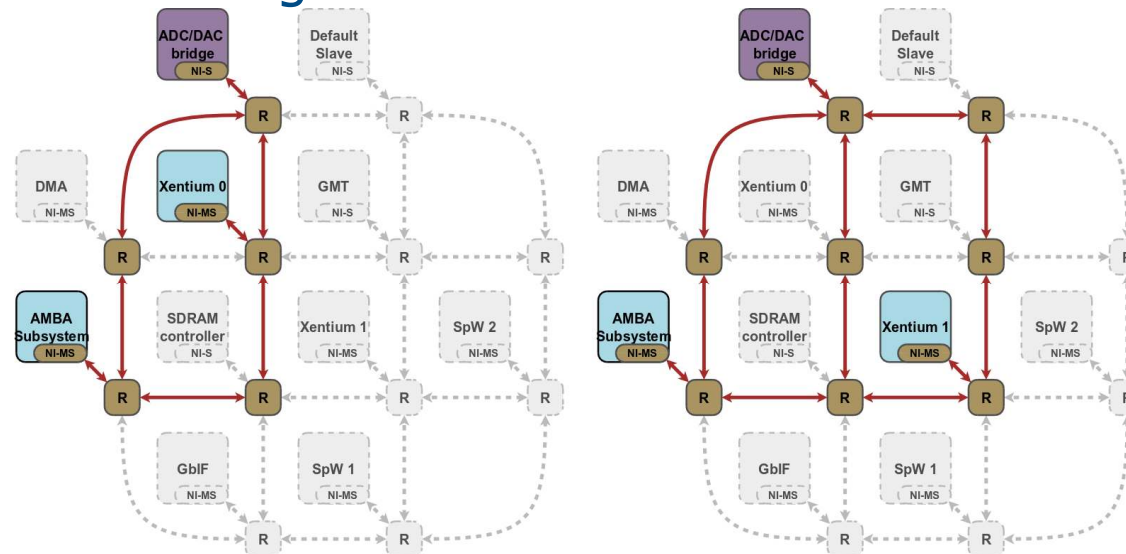 ADC/DAC
bridge
NI-S
Default
Slave
NI-S
R
R
DMA
NI-MS
Xentium 0
NI-MS
GMT
NI-S
R
R
R
R
AMBA
Subsystem
NI-MS
SDRAM
controller
NI-S
Xentium 1
NI-MS
SpW 2
NI-MS
R
R
R
R
GbIF
NI-MS
SpW 1
NI-MS
R
R
ADC/DAC
bridge
NI-S
Default
Slave
NI-S
R
R
DMA
NI-MS
Xentium 0
NI-MS
GMT
NI-S
R
R
R
R
AMBA
Subsystem
NI-MS
SDRAM
controller
NI-S
Xentium 1
NI-MS
SpW 2
NI-MS
R
R
R
R
GbIF
NI-MS
SpW 1
NI-MS
R
R